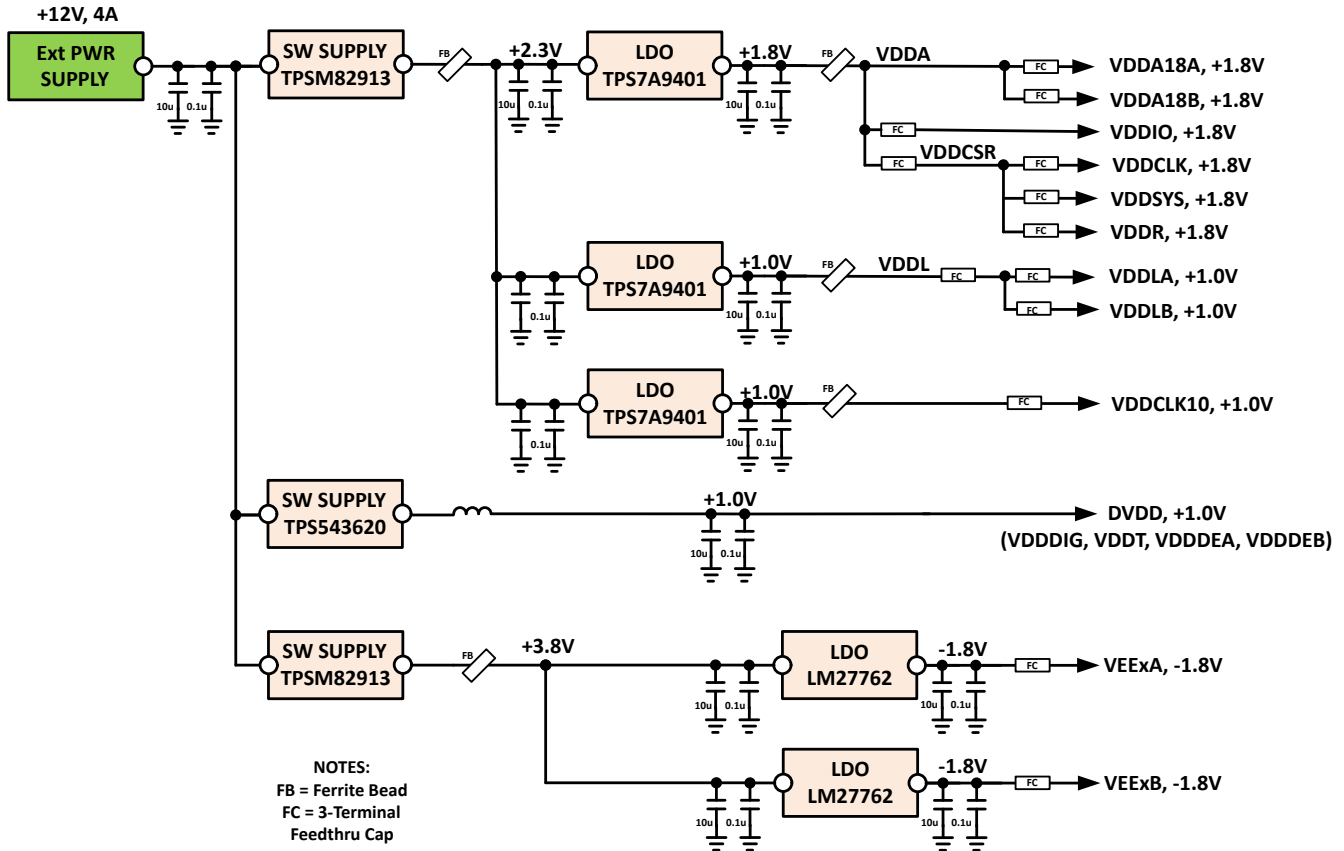 +12V, 4A
Ext PWR
SUPPLY
10u
0.1u
SW SUPPLY
TPSM82913
FB
+2.3V
10u
0.1u
LDO
TPS7A9401
+1.8V
10u
0.1u
FB
VDDA
FC
VDDA18A, +1.8V
FC
VDDA18B, +1.8V
FC
VDDIO, +1.8V
FC
VDDCSR
FC
VDDCLK, +1.8V
FC
VDDSYS, +1.8V
FC
VDDR, +1.8V
0.1u
LDO
TPS7A9401
+1.0V
10u
0.1u
FB
VDDL
FC
FC
VDDLA, +1.0V
FC
VDDLB, +1.0V
0.1u
LDO
TPS7A9401
+1.0V
10u
0.1u
FB
FC
VDDCLK10, +1.0V
SW SUPPLY
TPS543620
+1.0V
10u
0.1u
DVDD, +1.0V
(VDDDIG, VDDT, VDDDEA, VDDDEB)
SW SUPPLY
TPSM82913
FB
+3.8V
10u
0.1u
LDO
LM27762
-1.8V
10u
0.1u
FC
VEExA, -1.8V
10u
0.1u
LDO
LM27762
-1.8V
10u
0.1u
FC
VEExB, -1.8V
NOTES:
FB = Ferrite Bead
FC = 3-Terminal
Feedthru Cap